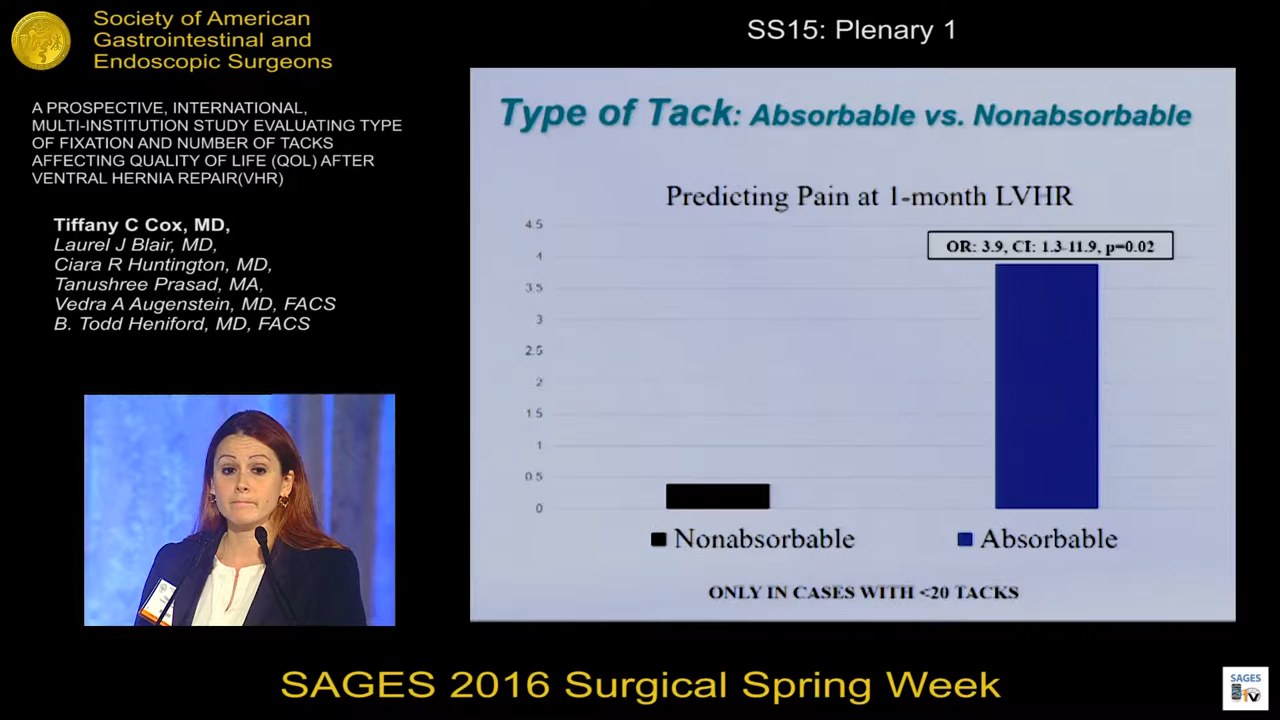 Society of American
Gastrointestinal and
Endoscopic Surgeons
SS15: Plenary 1
A PROSPECTIVE, INTERNATIONAL,
MULTI-INSTITUTION STUDY EVALUATING TYPE
OF FIXATION AND NUMBER OF TACKS
AFFECTING QUALITY OF LIFE (QOL) AFTER
VENTRAL HERNIA REPAIR(VHR)
Tiffany C Cox, MD,
Laurel J Blair, MD,
Ciara R Huntington, MD,
Tanushree Prasad, MA,
Vedra A Augenstein, MD, FACS
B. Todd Heniford, MD, FACS
Type of Tack: Absorbable vs. Nonabsorbable
Predicting Pain at 1-month LVHR
4.5
4
3.5
3
2.5
2
1.5
1
0.5
0
OR: 3.9, CI: 1.3-11.9, p=0.02
Nonabsorbable
Absorbable
ONLY IN CASES WITH <20 TACKS
SAGES 2016 Surgical Spring Week
SAGES
TV